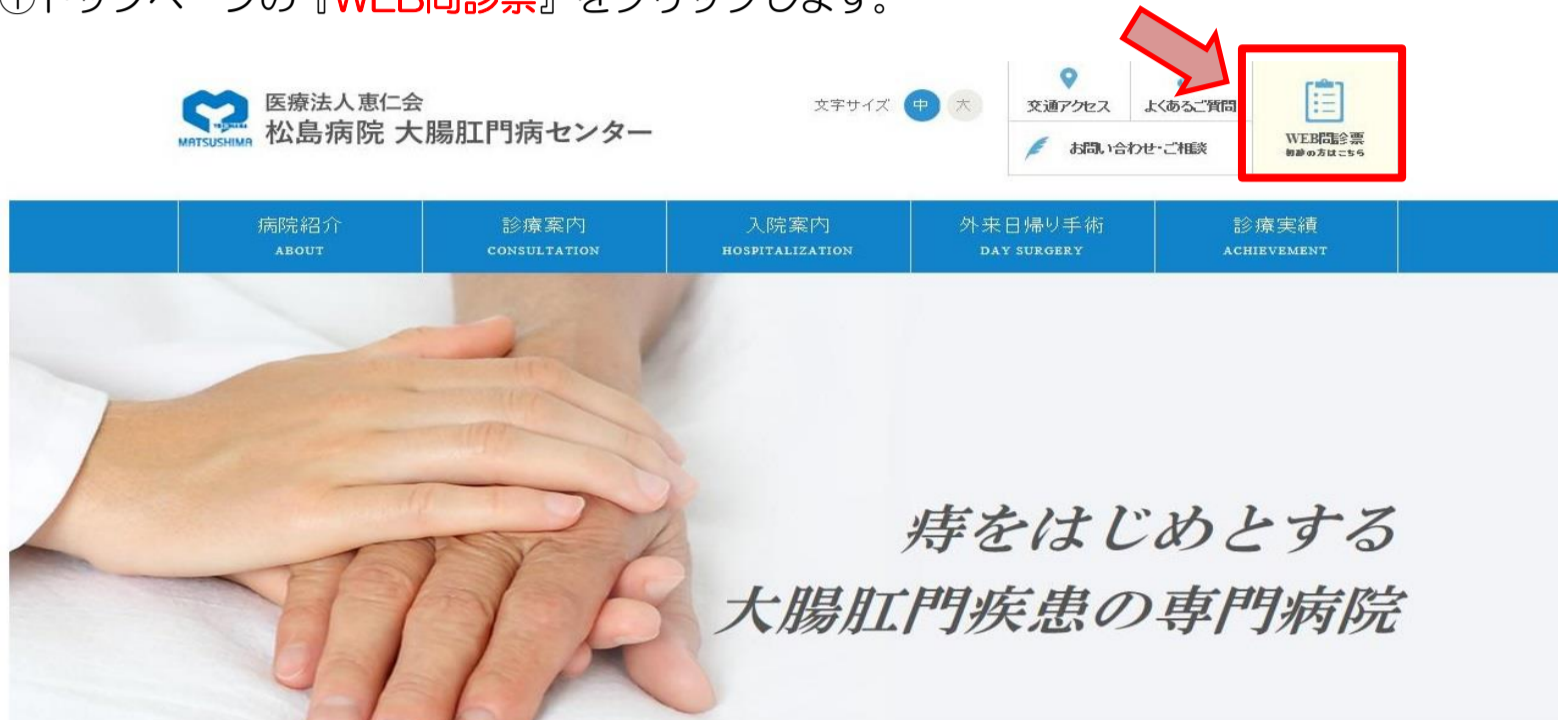 ①トップページの『WEB問診票』をクリックします。
医療法人恵仁会
松島病院 大腸肛門病センター
MATSUSHIMA
文字サイズ 中 大
交通アクセス よくあるご質問
お問い合わせ・ご相談
WEB問診票
初診の方はこちら
病院紹介 診療案内 入院案内 外来日帰り手術 診療実績
ABOUT CONSULTATION HOSPITALIZATION DAY SURGERY ACHIEVEMENT
痔をはじめとする
大腸肛門疾患の専門病院